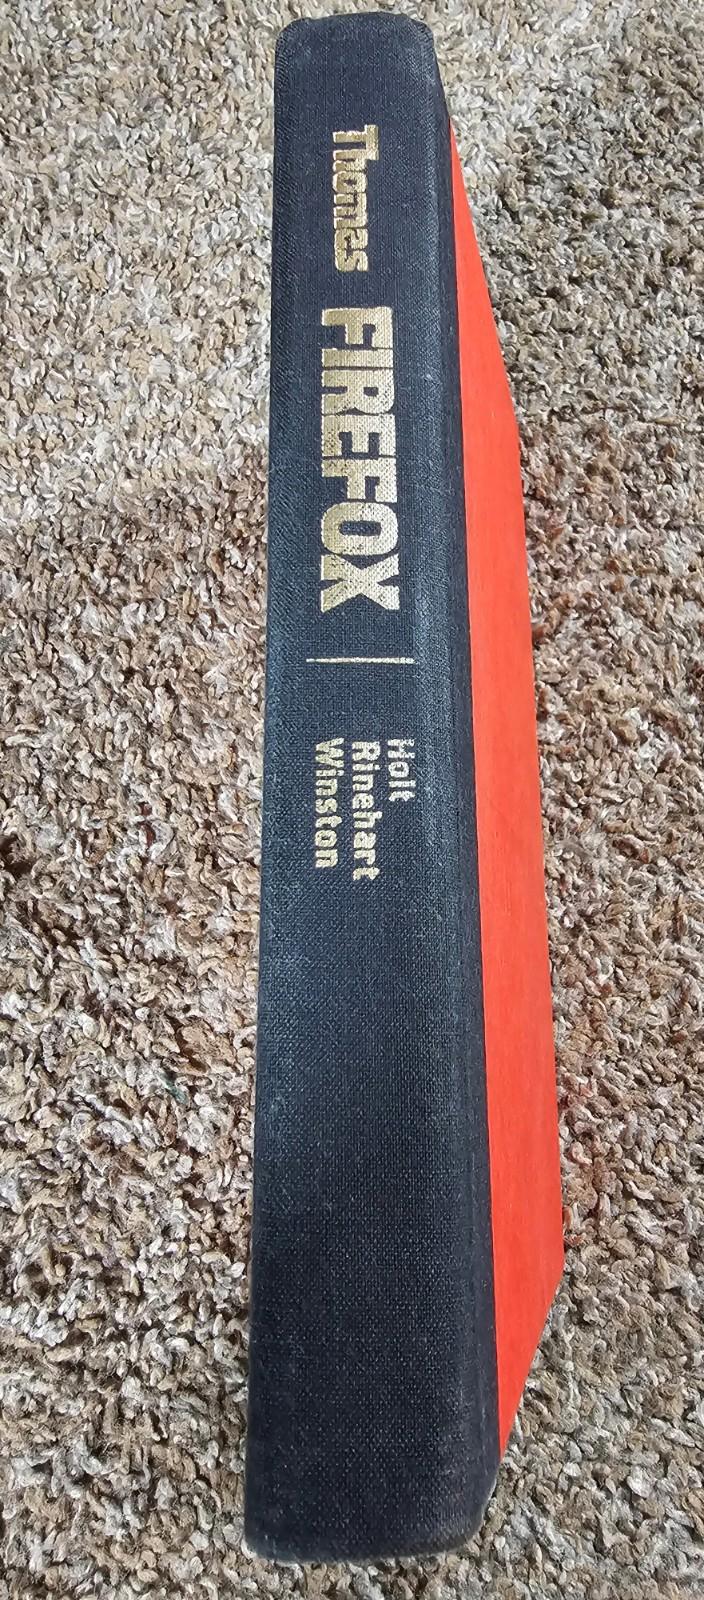 Thomas
FIREFOX
Holt
Rinehart
Winston